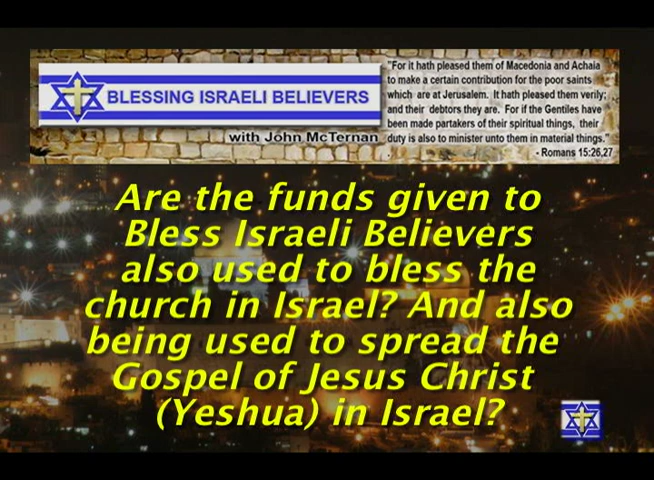 BLESSING ISRAELI BELIEVERS
with John McTernan
"For it hath pleased them of Macedonia and Achaia
to make a certain contribution for the poor saints
which are at Jerusalem. It hath pleased them verily;
and their debtors they are. For if the Gentiles have
been made partakers of their spiritual things, their
duty is also to minister unto them in material things."
- Romans 15:26,27
Are the funds given to
Bless Israeli Believers
also used to bless the
church in Israel? And also
being used to spread the
Gospel of Jesus Christ
(Yeshua) in Israel?